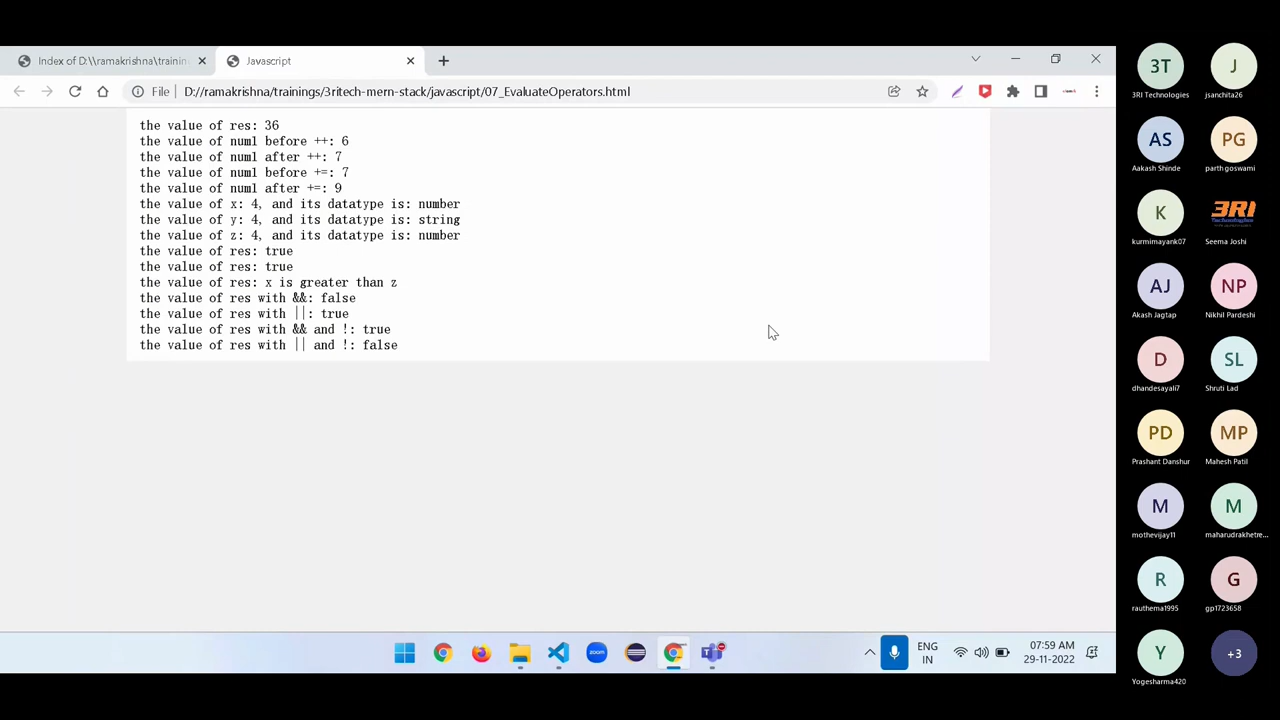 Index of D:\\ramakrishna\trainin
Javascript
File
D://ramakrishna/trainings/3ritech-mern-stack/javascript/07_EvaluateOperators.html
the value of res: 36
the value of num1 before ++: 6
the value of num1 after ++: 7
the value of num1 before +=: 7
the value of num1 after +=: 9
the value of x: 4, and its datatype is: number
the value of y: 4, and its datatype is: string
the value of z: 4, and its datatype is: number
the value of res: true
the value of res: true
the value of res: x is greater than z
the value of res with &&: false
the value of res with ||: true
the value of res with && and !: true
the value of res with || and !: false
zoom
ENG
IN
07:59 AM
29-11-2022
3T
J
3RI Technologies
jsanchita26
AS
PG
Aakash Shinde
parth goswami
K
3RI
kurmimayank07
Seema Joshi
AJ
NP
Akash Jagtap
Nikhil Pardeshi
D
SL
dhandesayali7
Shruti Lad
PD
MP
Prashant Danshur
Mahesh Patil
M
M
mothevijay11
maharudrakhetre...
R
G
rauthema1995
gp1723658
Y
+3
Yogesharma420